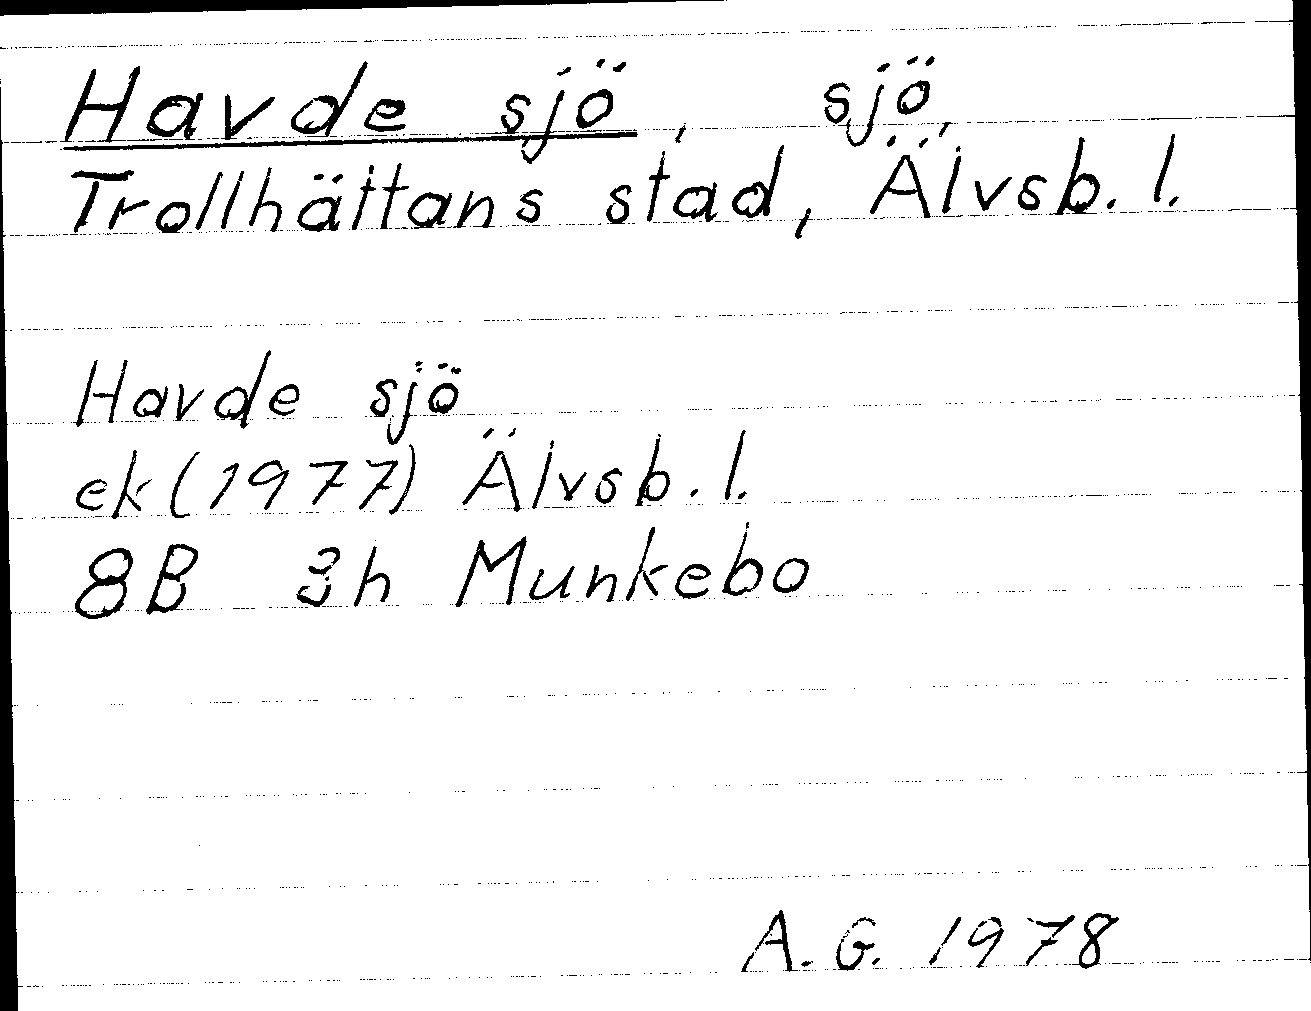 Havde sjö, sjö,
Trollhättans stad, Älvsb. l.
Havde sjö
ek (1977) Älvsb. l.
8B 3h Munkebo
A. G. 1978